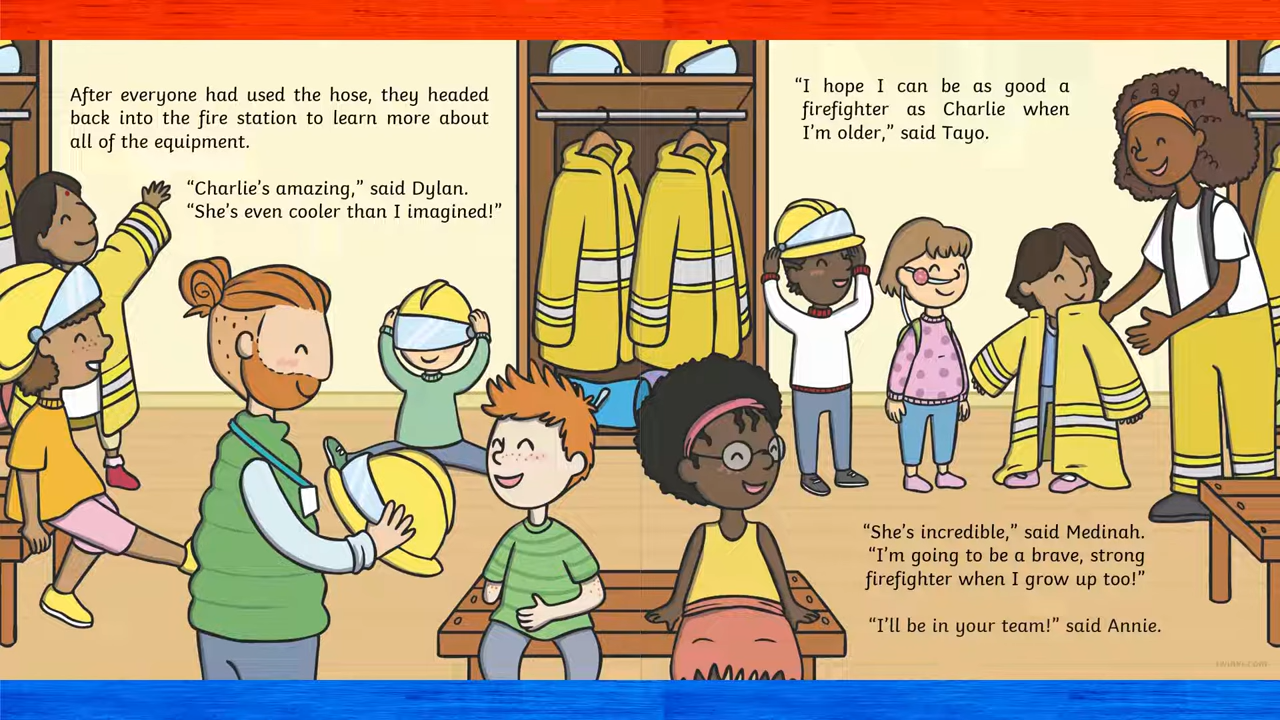 After everyone had used the hose, they headed
back into the fire station to learn more about
all of the equipment.
“Charlie’s amazing,” said Dylan.
“She’s even cooler than I imagined!”
“I hope I can be as good a
firefighter as Charlie when
I’m older,” said Tayo.
“She’s incredible,” said Medinah.
“I’m going to be a brave, strong
firefighter when I grow up too!”
“I’ll be in your team!” said Annie.